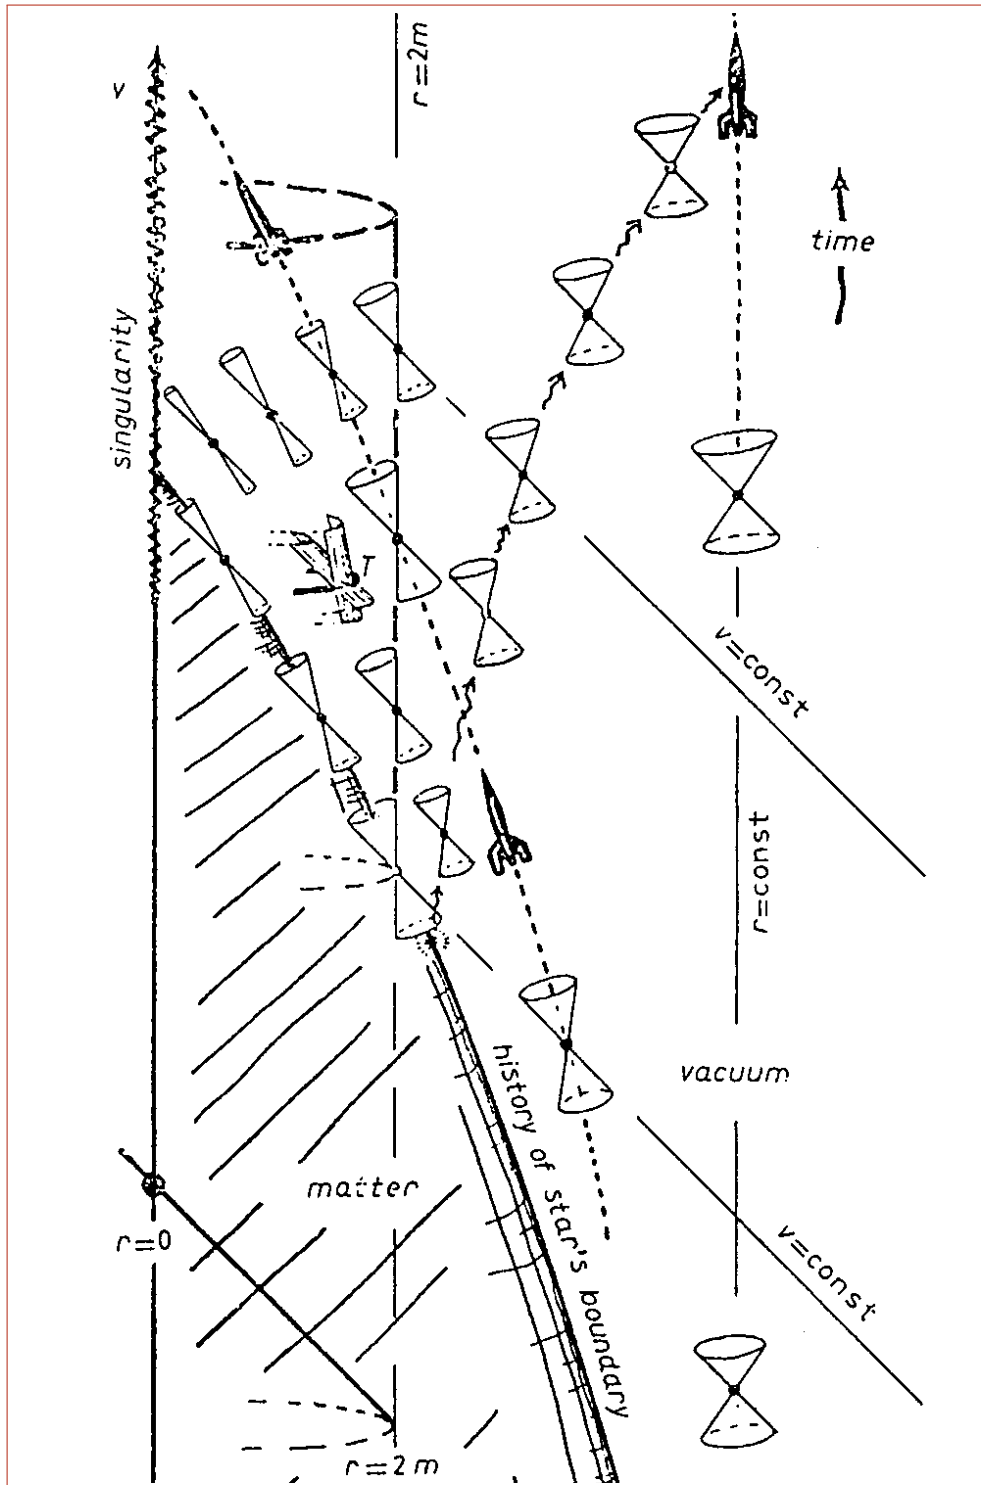 r=2m
v
time
singularity
T
v=const
r=const
history of star's boundary
vacuum
matter
r=0
v=const
r=2m